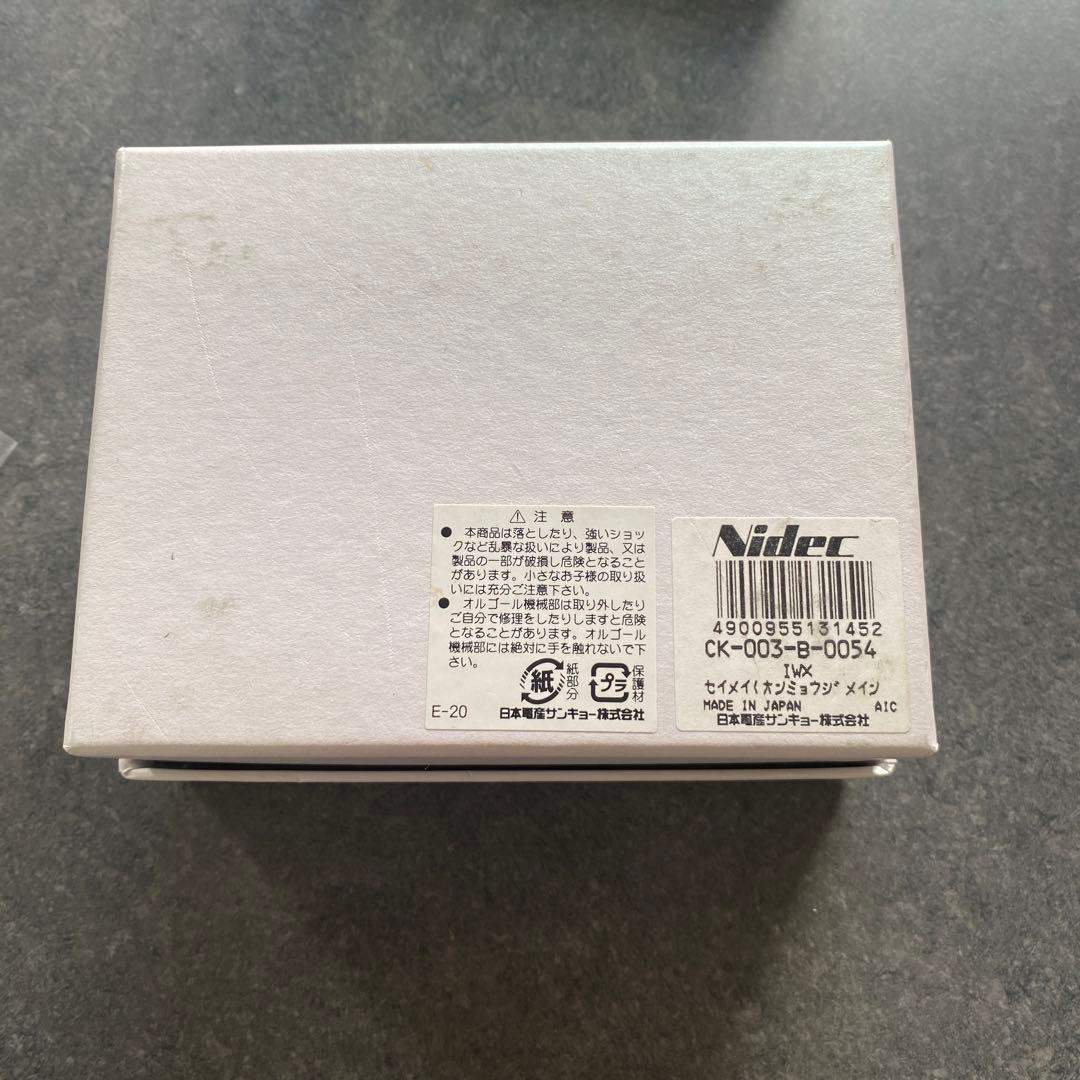 ⚠ 注 意
● 本商品は落としたり、強いショッ
クなど乱暴な扱いにより製品、又は
製品の一部が破損し危険となること
があります。小さなお子様の取り扱
いには充分ご注意下さい。
● オルゴール機械部は取り外したり
ご自分で修理をしたりしますと危険
となることがあります。オルゴール
機械部には絶対に手を触れないで下
さい。
紙 紙部分 プラ 保護材
E-20 日本電産サンキョー株式会社
Nidec
4900955131452
CK-003-B-0054
IWX
セイメイ(オンミョウジ メイン
MADE IN JAPAN AIC
日本電産サンキョー株式会社